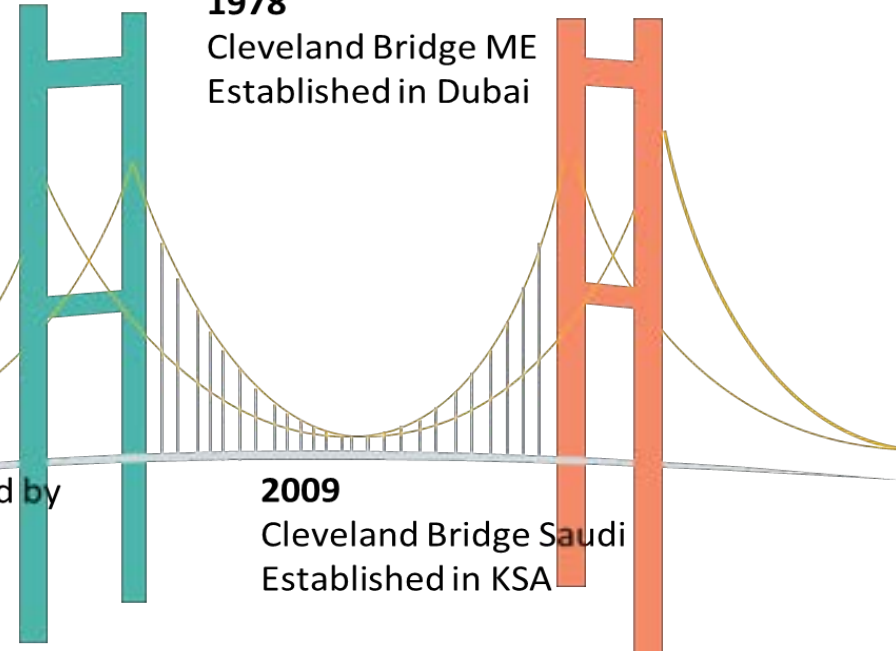 1978
Cleveland Bridge ME
Established in Dubai
d by
2009
Cleveland Bridge Saudi
Established in KSA